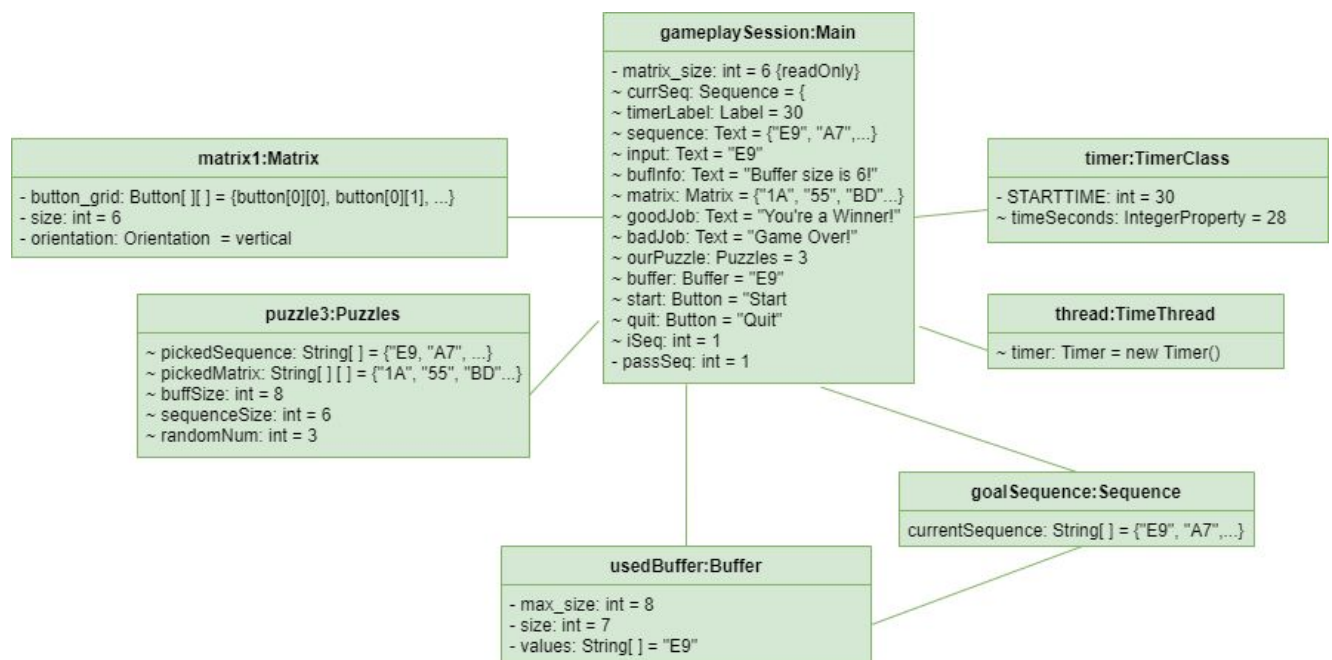 gameplaySession:Main
- matrix_size: int = 6 {readOnly}
~ currSeq: Sequence = {
~ timerLabel: Label = 30
~ sequence: Text = {"E9", "A7",...}
~ input: Text = "E9"
~ bufInfo: Text = "Buffer size is 6!"
~ matrix: Matrix = {"1A", "55", "BD"...}
~ goodJob: Text = "You're a Winner!"
~ badJob: Text = "Game Over!"
~ ourPuzzle: Puzzles = 3
~ buffer: Buffer = "E9"
~ start: Button = "Start
~ quit: Button = "Quit"
~ iSeq: int = 1
- passSeq: int = 1
matrix1:Matrix
- button_grid: Button[ ][ ] = {button[0][0], button[0][1], ...}
- size: int = 6
- orientation: Orientation = vertical
timer:TimerClass
- STARTTIME: int = 30
~ timeSeconds: IntegerProperty = 28
puzzle3:Puzzles
~ pickedSequence: String[ ] = {"E9, "A7", ...}
~ pickedMatrix: String[ ] [ ] = {"1A", "55", "BD"...}
~ buffSize: int = 8
~ sequenceSize: int = 6
~ randomNum: int = 3
thread:TimeThread
~ timer: Timer = new Timer()
goalSequence:Sequence
currentSequence: String[ ] = {"E9", "A7",...}
usedBuffer:Buffer
- max_size: int = 8
- size: int = 7
- values: String[ ] = "E9"